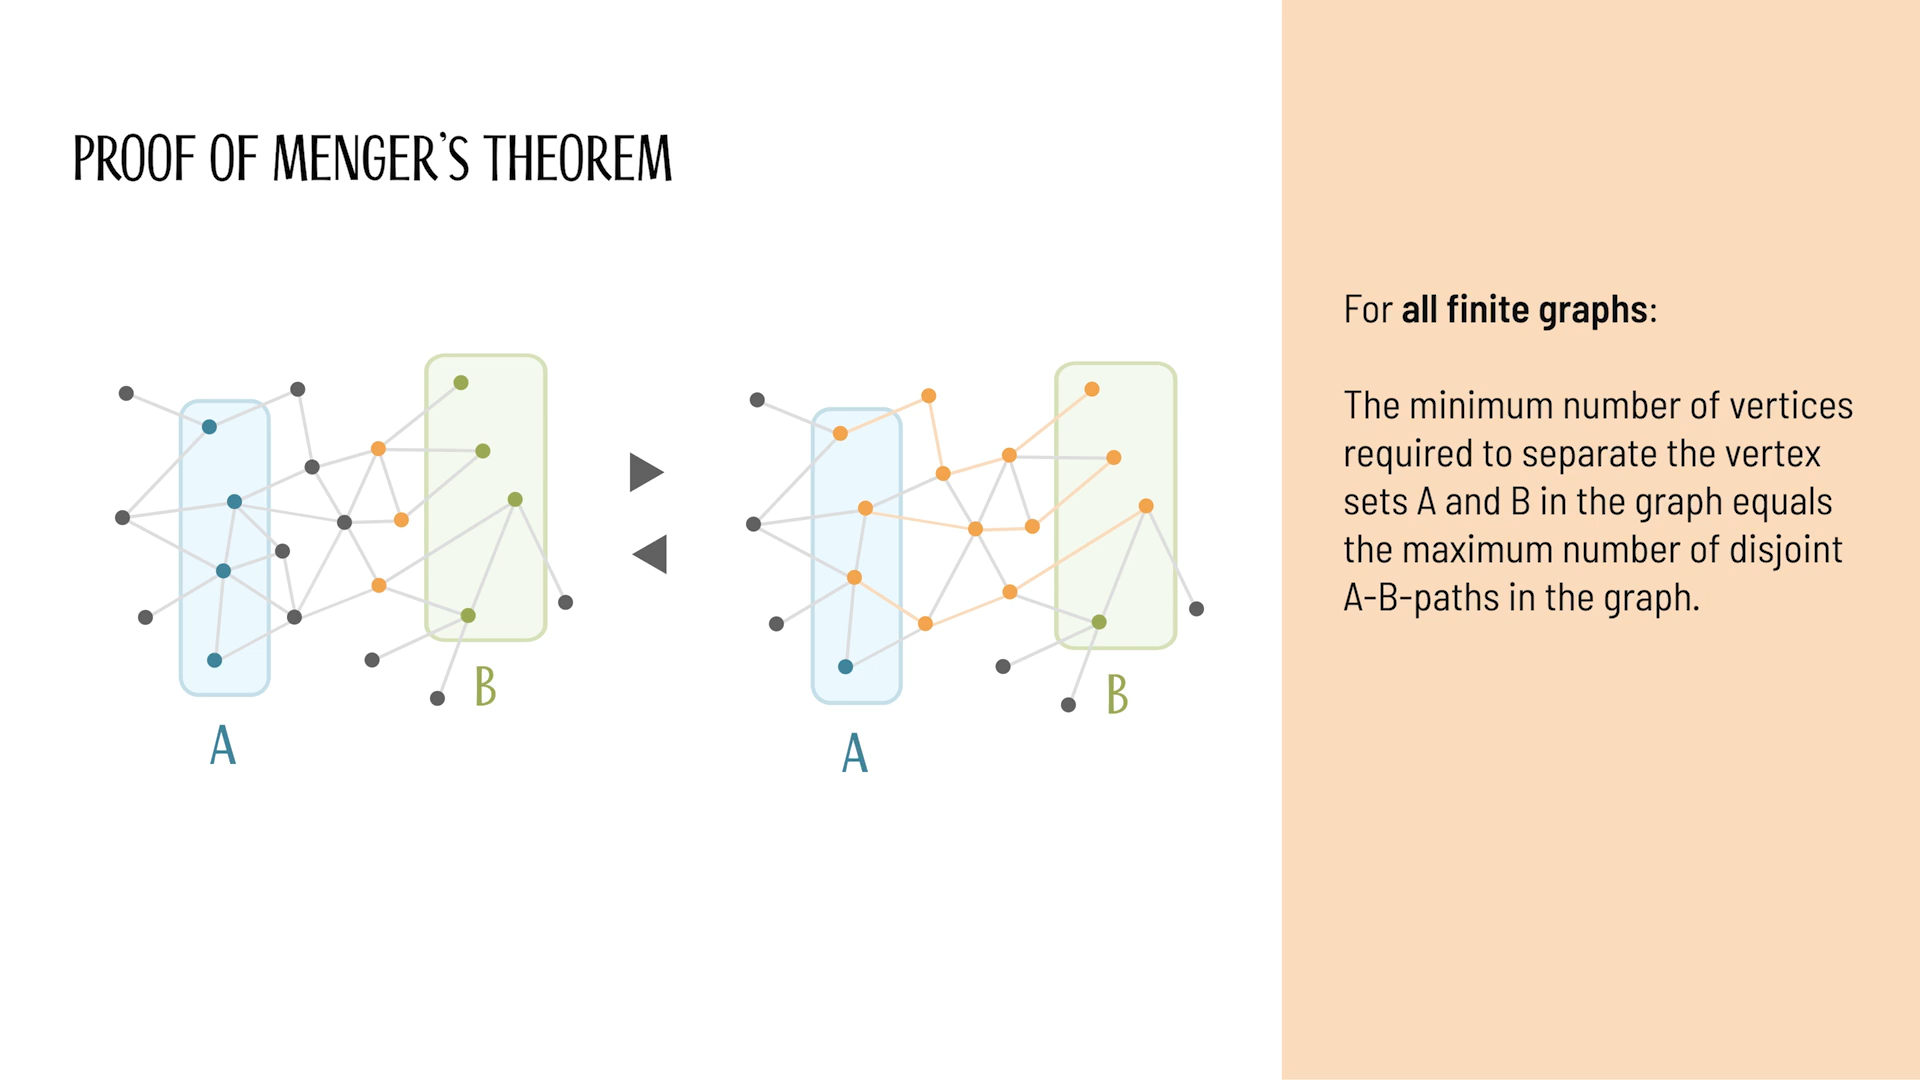 PROOF OF MENGER'S THEOREM
A
B
A
B
For all finite graphs:
The minimum number of vertices
required to separate the vertex
sets A and B in the graph equals
the maximum number of disjoint
A-B-paths in the graph.